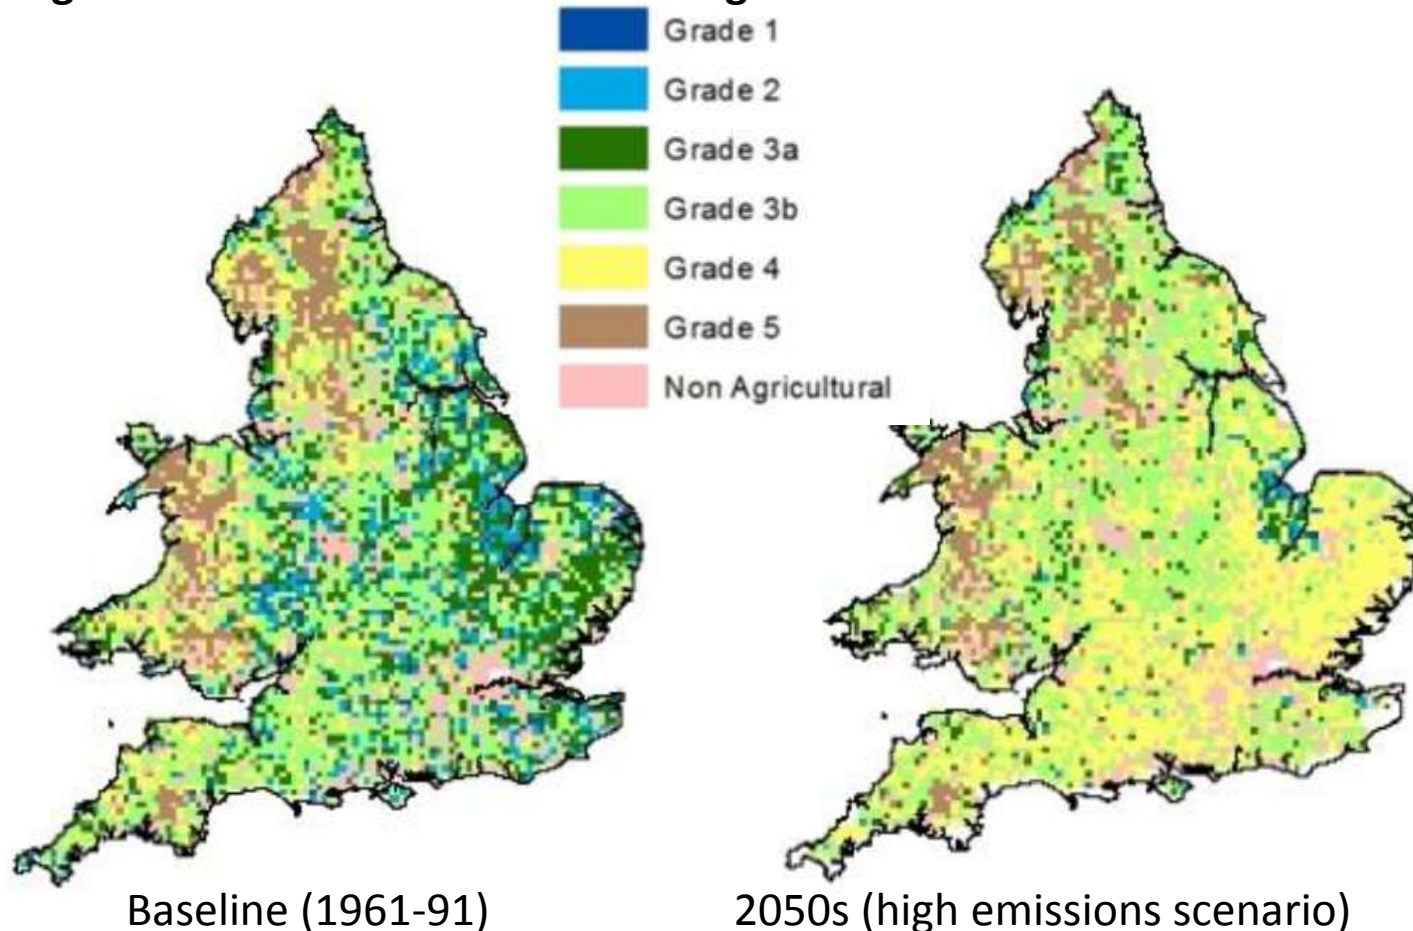 Grade 1
Grade 2
Grade 3a
Grade 3b
Grade 4
Grade 5
Non Agricultural
Baseline (1961-91)
2050s (high emissions scenario)